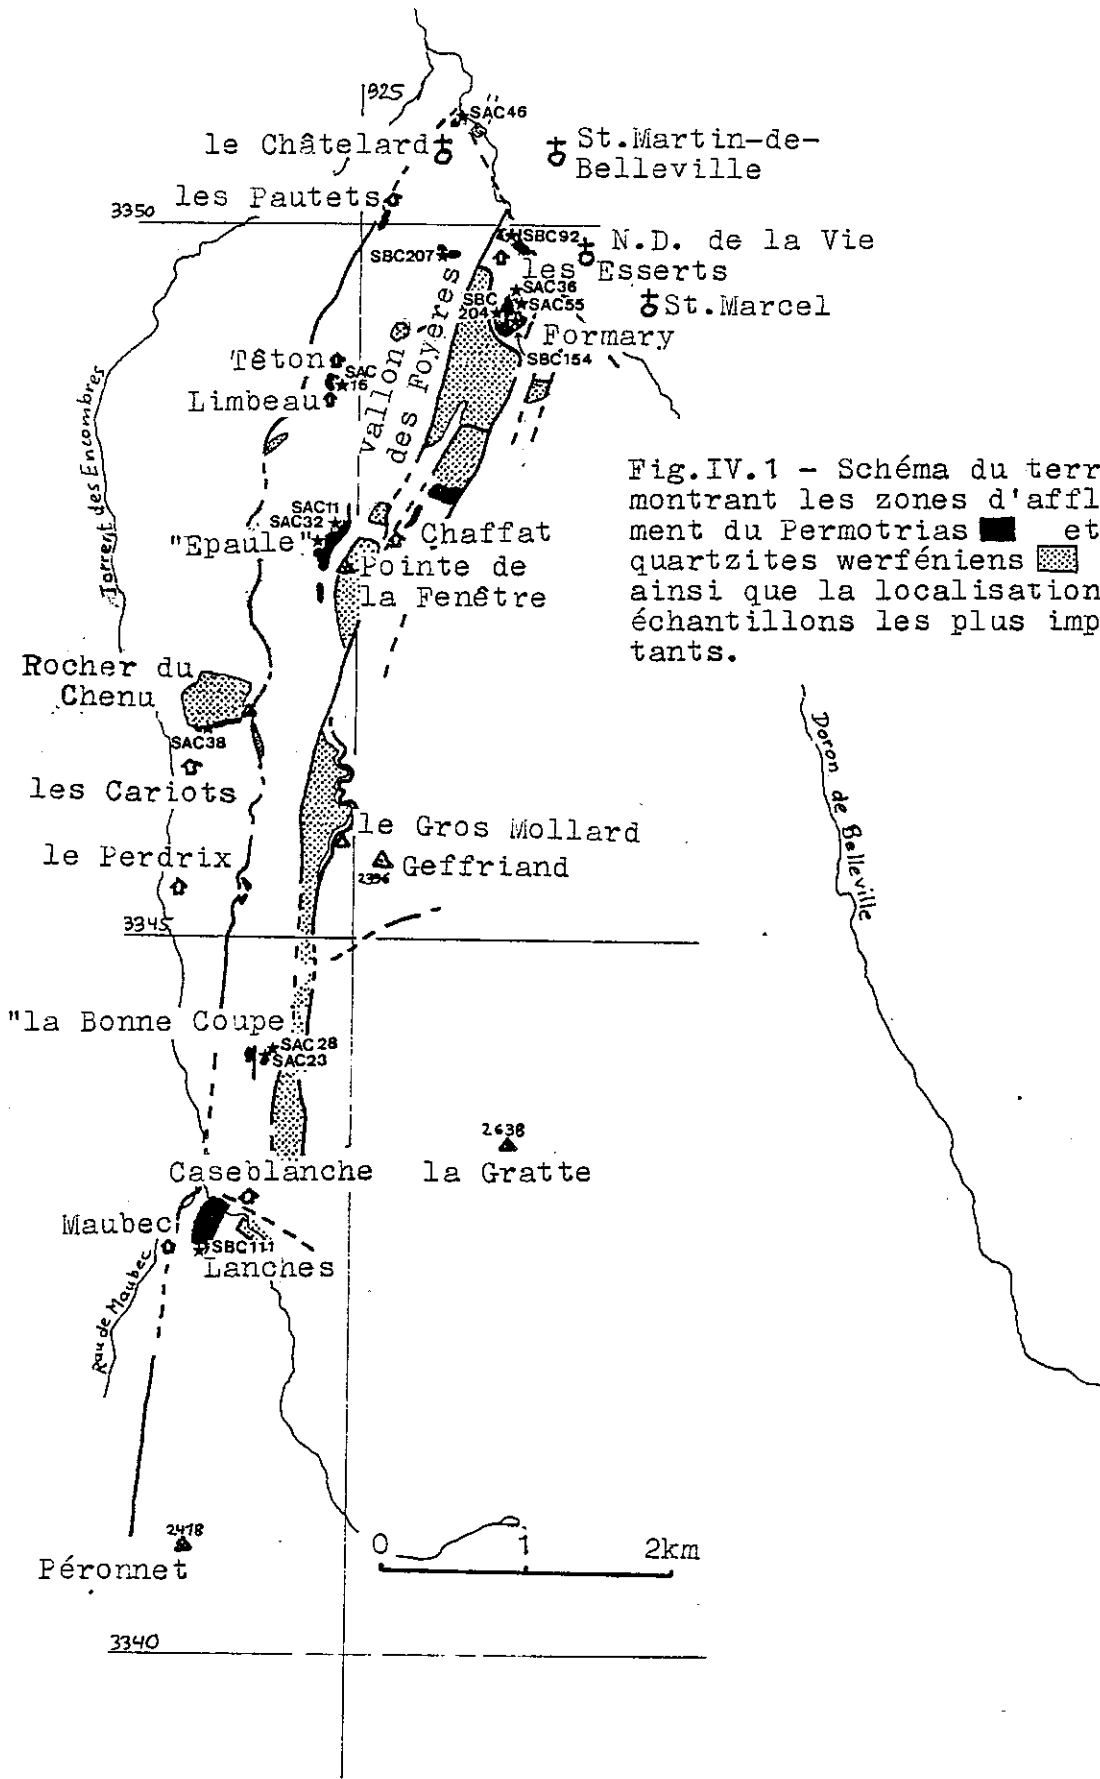 925
SAC46
le Châtelard
St.Martin-de-
Belleville
les Pautets
3350
SBC92
N.D. de la Vie
SBC207
les Esserts
SAC36
SBC
204
SAC55
St.Marcel
Formary
SBC154
vallon
des Foyères
Têton
SAC
16
Limbeau
Torrent des Encombres
Fig.IV.1 - Schéma du terr
montrant les zones d'affl
ment du Permotrias et
quartzites werféniens
ainsi que la localisation
échantillons les plus imp
tants.
SAC11
SAC32
"Epaule"
Chaffat
Pointe de
la Fenêtre
Rocher du
Chenu
SAC38
les Cariots
Doron de Belleville
le Gros Mollard
le Perdrix
Geffriand
2396
3345
"la Bonne Coupe
SAC28
SAC23
2638
la Gratte
Caseblanche
Maubec
SBC111
Lanches
Rau de Maubec
2478
Péronnet
0 1 2km
3340